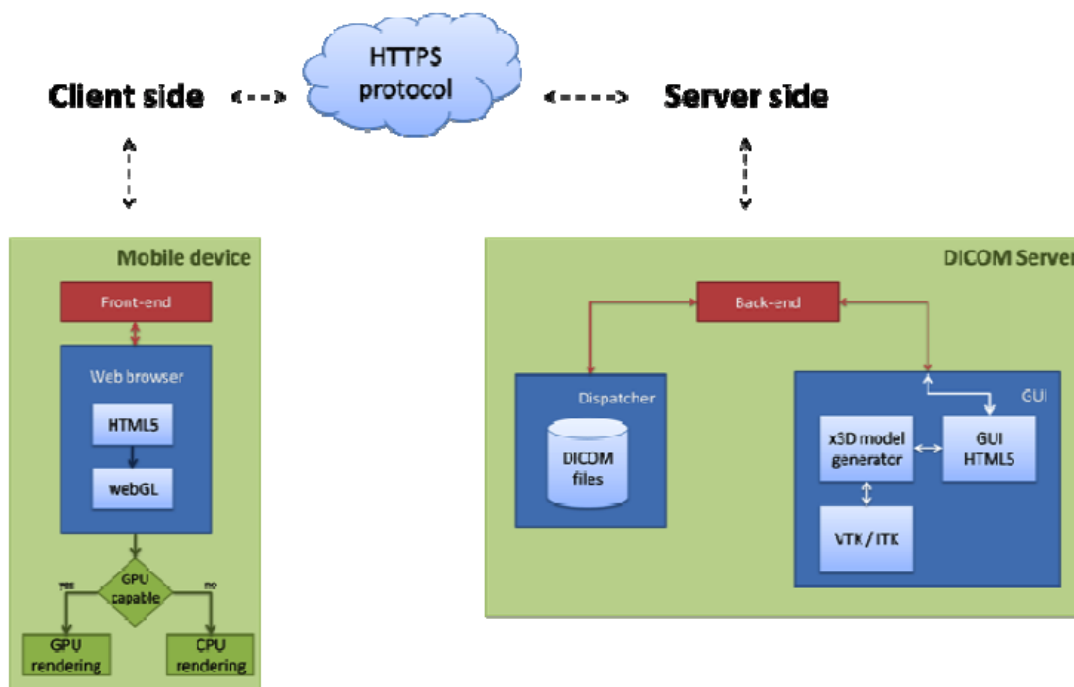 HTTPS
protocol
Client side
Server side
Mobile device
Front-end
Web browser
HTML5
webGL
GPU
capable
yes
no
GPU
rendering
CPU
rendering
DICOM Server
Back-end
Dispatcher
DICOM
files
GUI
x3D model
generator
GUI
HTML5
VTK / ITK